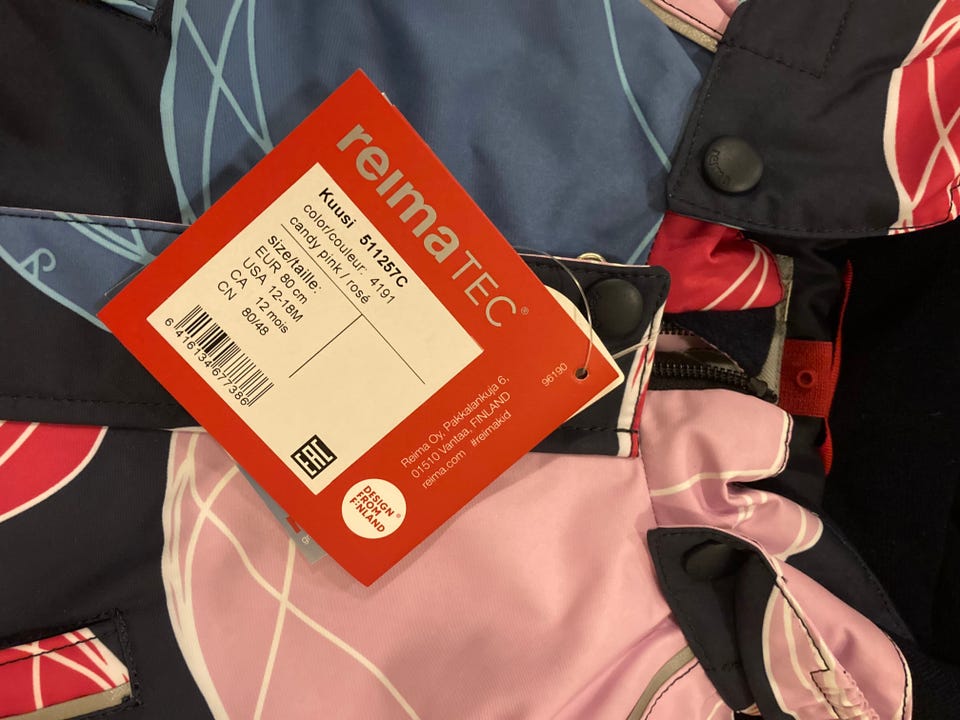 reimaTEC®
Kuusi 511257C
color/couleur: 4191
candy pink / rosé
size/taille:
EUR 80 cm
USA 12-18M
CA 12 mois
CN 80/48
6 416134 677386
EAC
DESIGN
FROM
FINLAND
Reima Oy, Pakkalankuja 6,
01510 Vantaa, FINLAND
reima.com #reimakid
96190